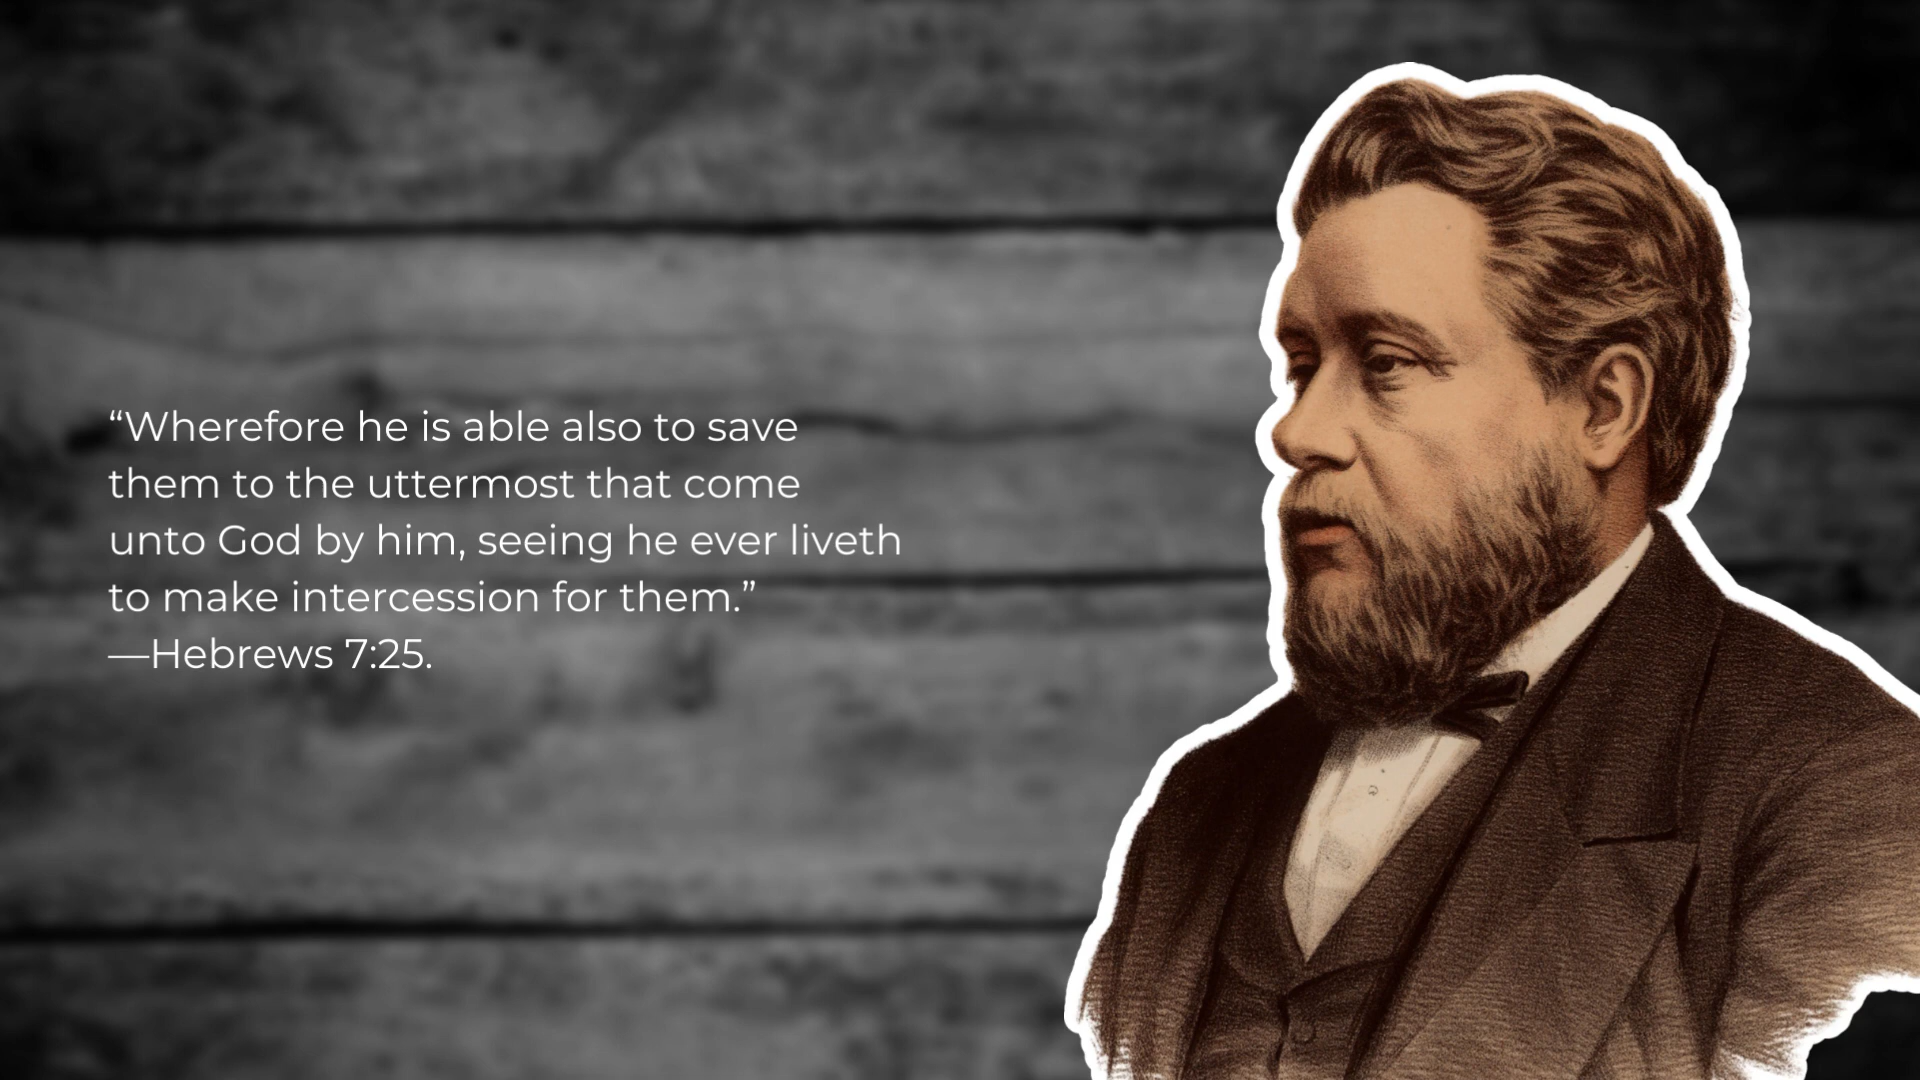 “Wherefore he is able also to save
them to the uttermost that come
unto God by him, seeing he ever liveth
to make intercession for them.”
—Hebrews 7:25.